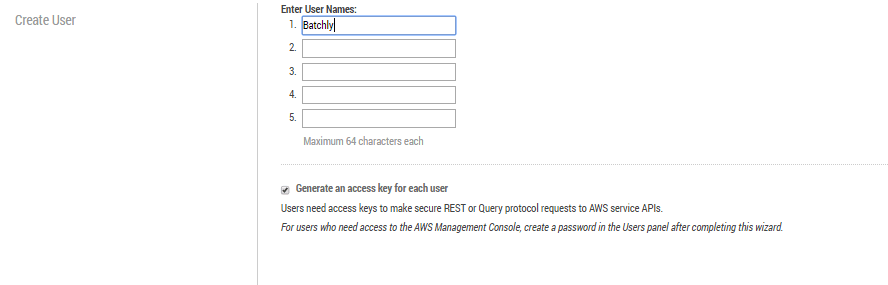 Create User
Enter User Names:
1. Batchly
2.
3.
4.
5.
Maximum 64 characters each
Generate an access key for each user
Users need access keys to make secure REST or Query protocol requests to AWS service APIs.
For users who need access to the AWS Management Console, create a password in the Users panel after completing this wizard.